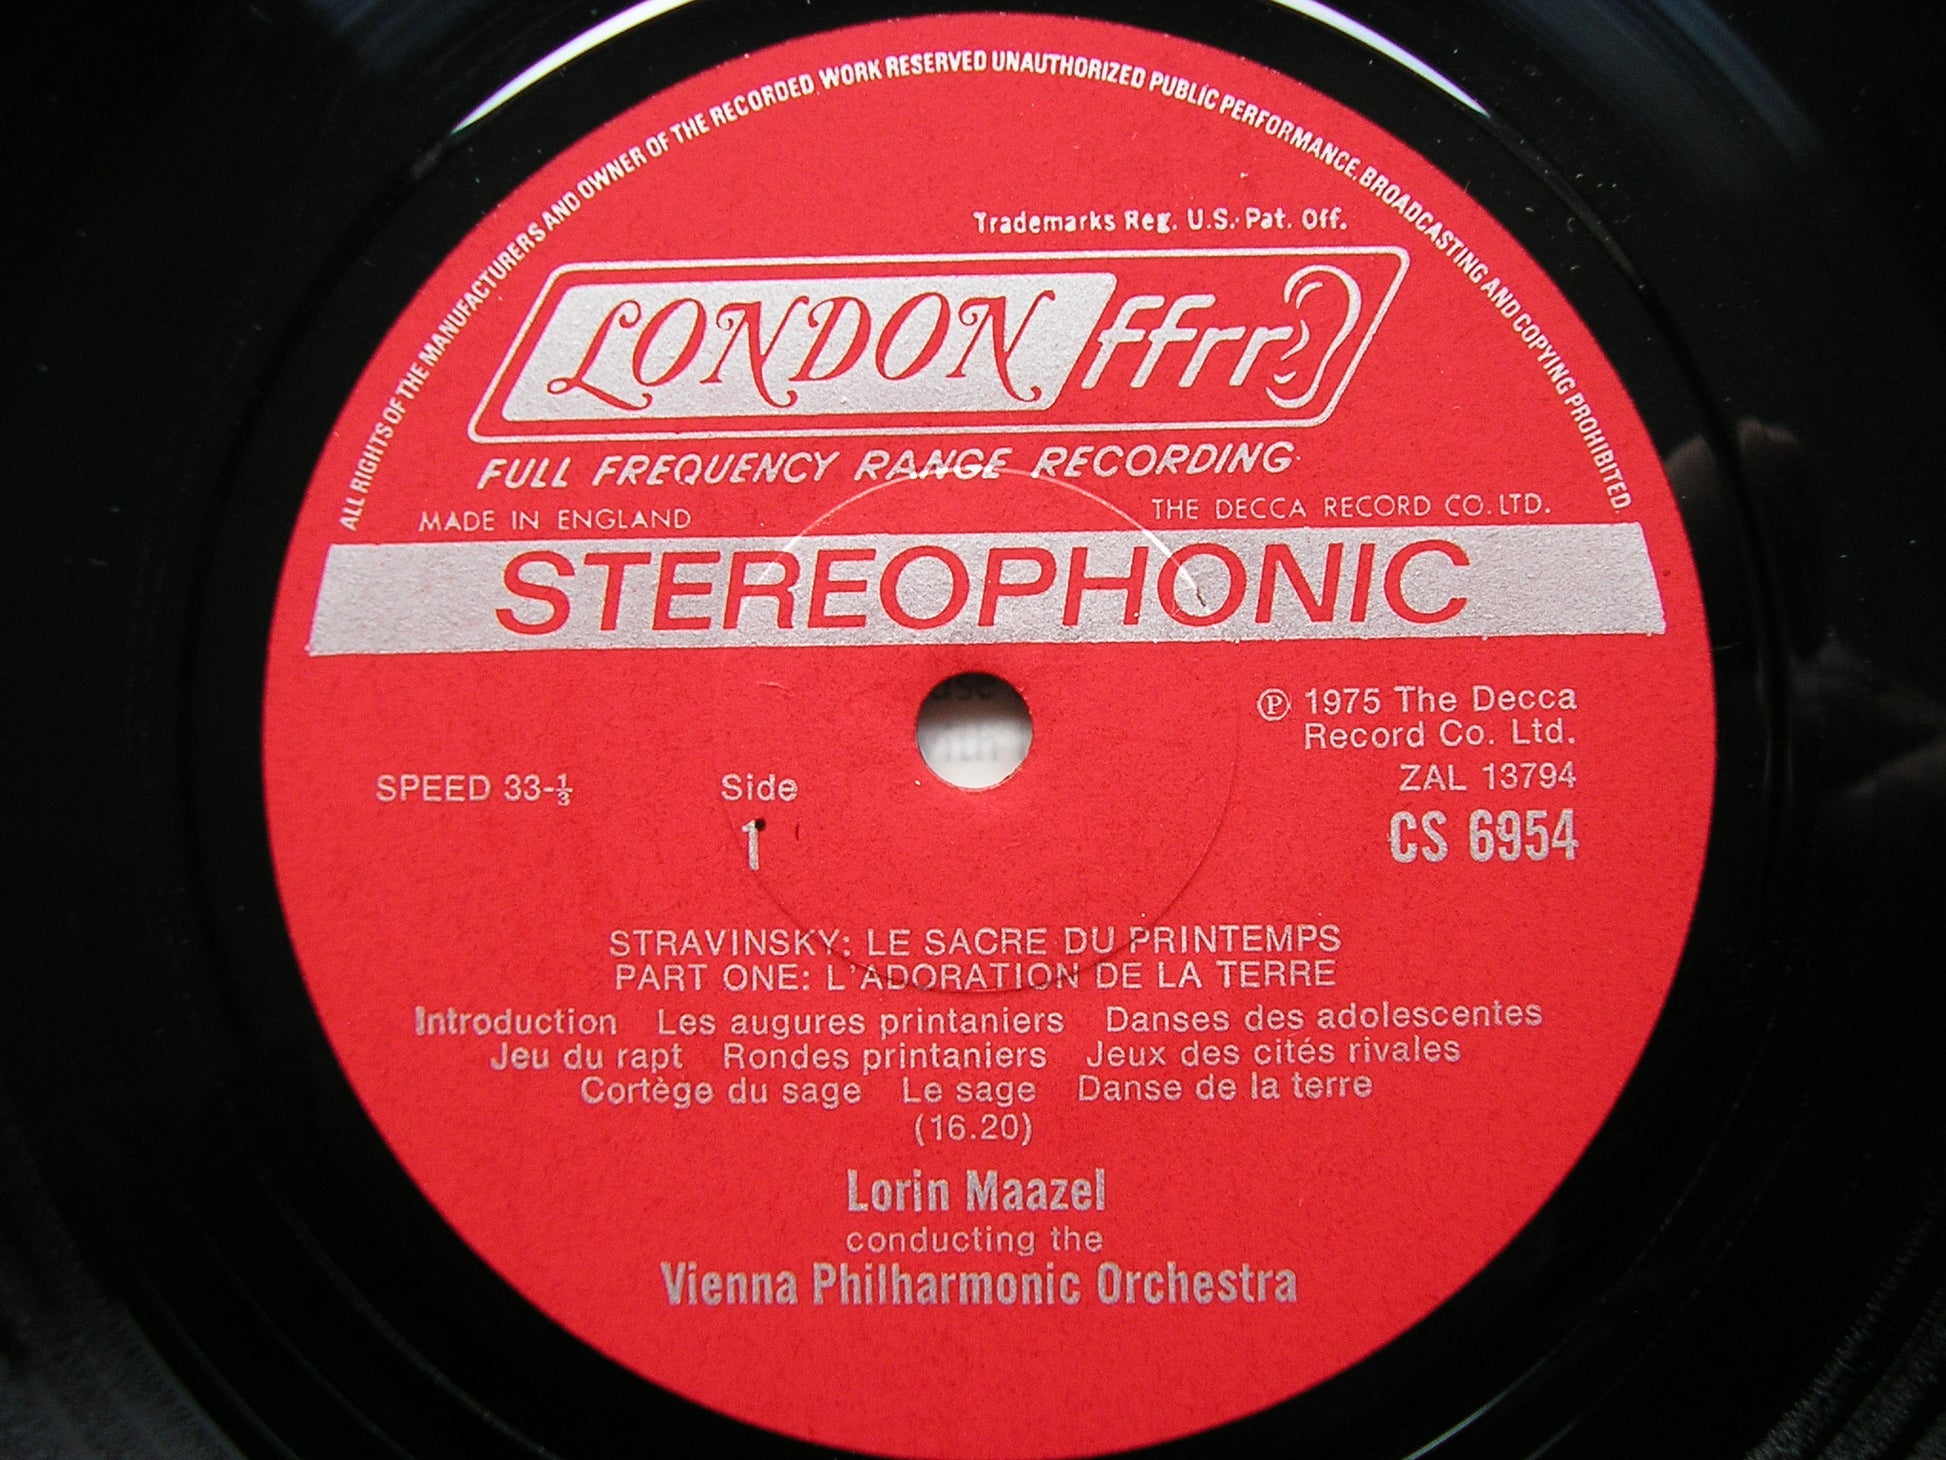 ALL RIGHTS OF THE MANUFACTURERS AND OWNER OF THE RECORDED WORK RESERVED UNAUTHORIZED PUBLIC PERFORMANCE, BROADCASTING AND COPYING PROHIBITED.
Trademarks Reg. U.S. Pat. Off.
LONDON ffrr
FULL FREQUENCY RANGE RECORDING
MADE IN ENGLAND THE DECCA RECORD CO. LTD.
STEREOPHONIC
℗ 1975 The Decca
Record Co. Ltd.
ZAL 13794
SPEED 33-⅓ Side
1 CS 6954
STRAVINSKY: LE SACRE DU PRINTEMPS
PART ONE: L'ADORATION DE LA TERRE
Introduction Les augures printaniers Danses des adolescentes
Jeu du rapt Rondes printaniers Jeux des cités rivales
Cortège du sage Le sage Danse de la terre
(16.20)
Lorin Maazel
conducting the
Vienna Philharmonic Orchestra